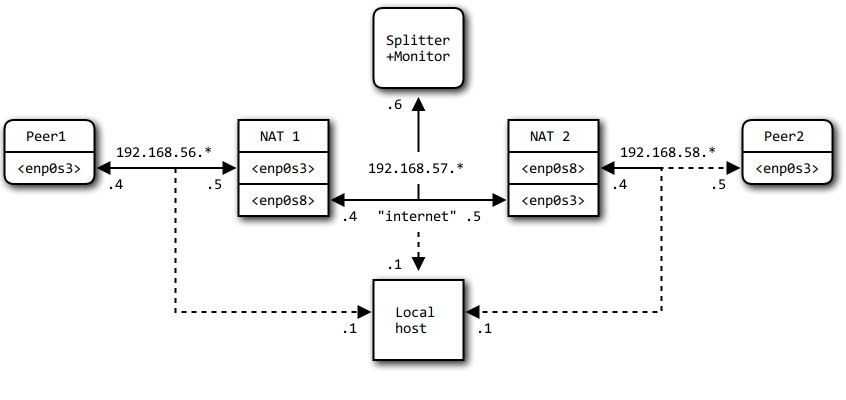 Splitter
+Monitor
.6
Peer1
<enp0s3>
192.168.56.*
.4
.5
NAT 1
<enp0s3>
<enp0s8>
192.168.57.*
.4
"internet"
.5
NAT 2
<enp0s8>
<enp0s3>
192.168.58.*
.4
.5
Peer2
<enp0s3>
.1
Local
host
.1
.1